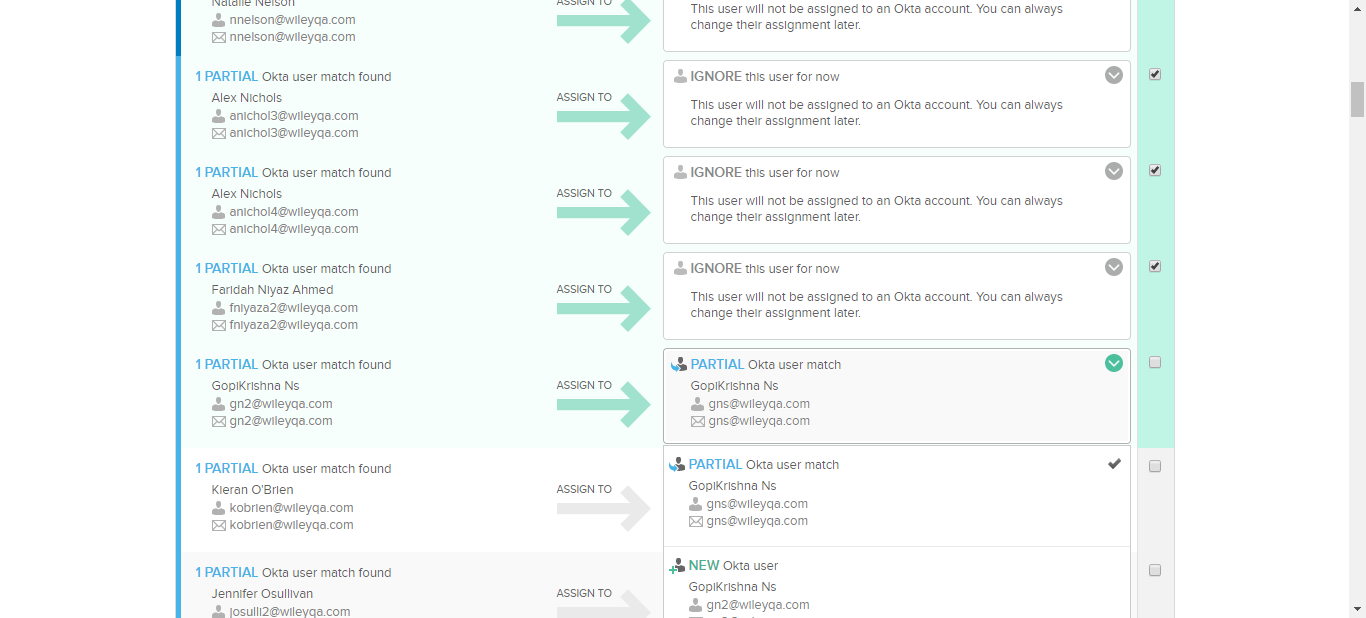 Natalie Nelson
nnelson@wileyqa.com
nnelson@wileyqa.com
ASSIGN TO
This user will not be assigned to an Okta account. You can always
change their assignment later.
1 PARTIAL Okta user match found
Alex Nichols
anichol3@wileyqa.com
anichol3@wileyqa.com
ASSIGN TO
IGNORE this user for now
This user will not be assigned to an Okta account. You can always
change their assignment later.
1 PARTIAL Okta user match found
Alex Nichols
anichol4@wileyqa.com
anichol4@wileyqa.com
ASSIGN TO
IGNORE this user for now
This user will not be assigned to an Okta account. You can always
change their assignment later.
1 PARTIAL Okta user match found
Faridah Niyaz Ahmed
fniyaza2@wileyqa.com
fniyaza2@wileyqa.com
ASSIGN TO
IGNORE this user for now
This user will not be assigned to an Okta account. You can always
change their assignment later.
1 PARTIAL Okta user match found
GopiKrishna Ns
gn2@wileyqa.com
gn2@wileyqa.com
ASSIGN TO
PARTIAL Okta user match
GopiKrishna Ns
gns@wileyqa.com
gns@wileyqa.com
1 PARTIAL Okta user match found
Kieran O'Brien
kobrien@wileyqa.com
kobrien@wileyqa.com
ASSIGN TO
PARTIAL Okta user match
GopiKrishna Ns
gns@wileyqa.com
gns@wileyqa.com
1 PARTIAL Okta user match found
Jennifer Osullivan
josulli2@wileyqa.com
ASSIGN TO
NEW Okta user
GopiKrishna Ns
gn2@wileyqa.com